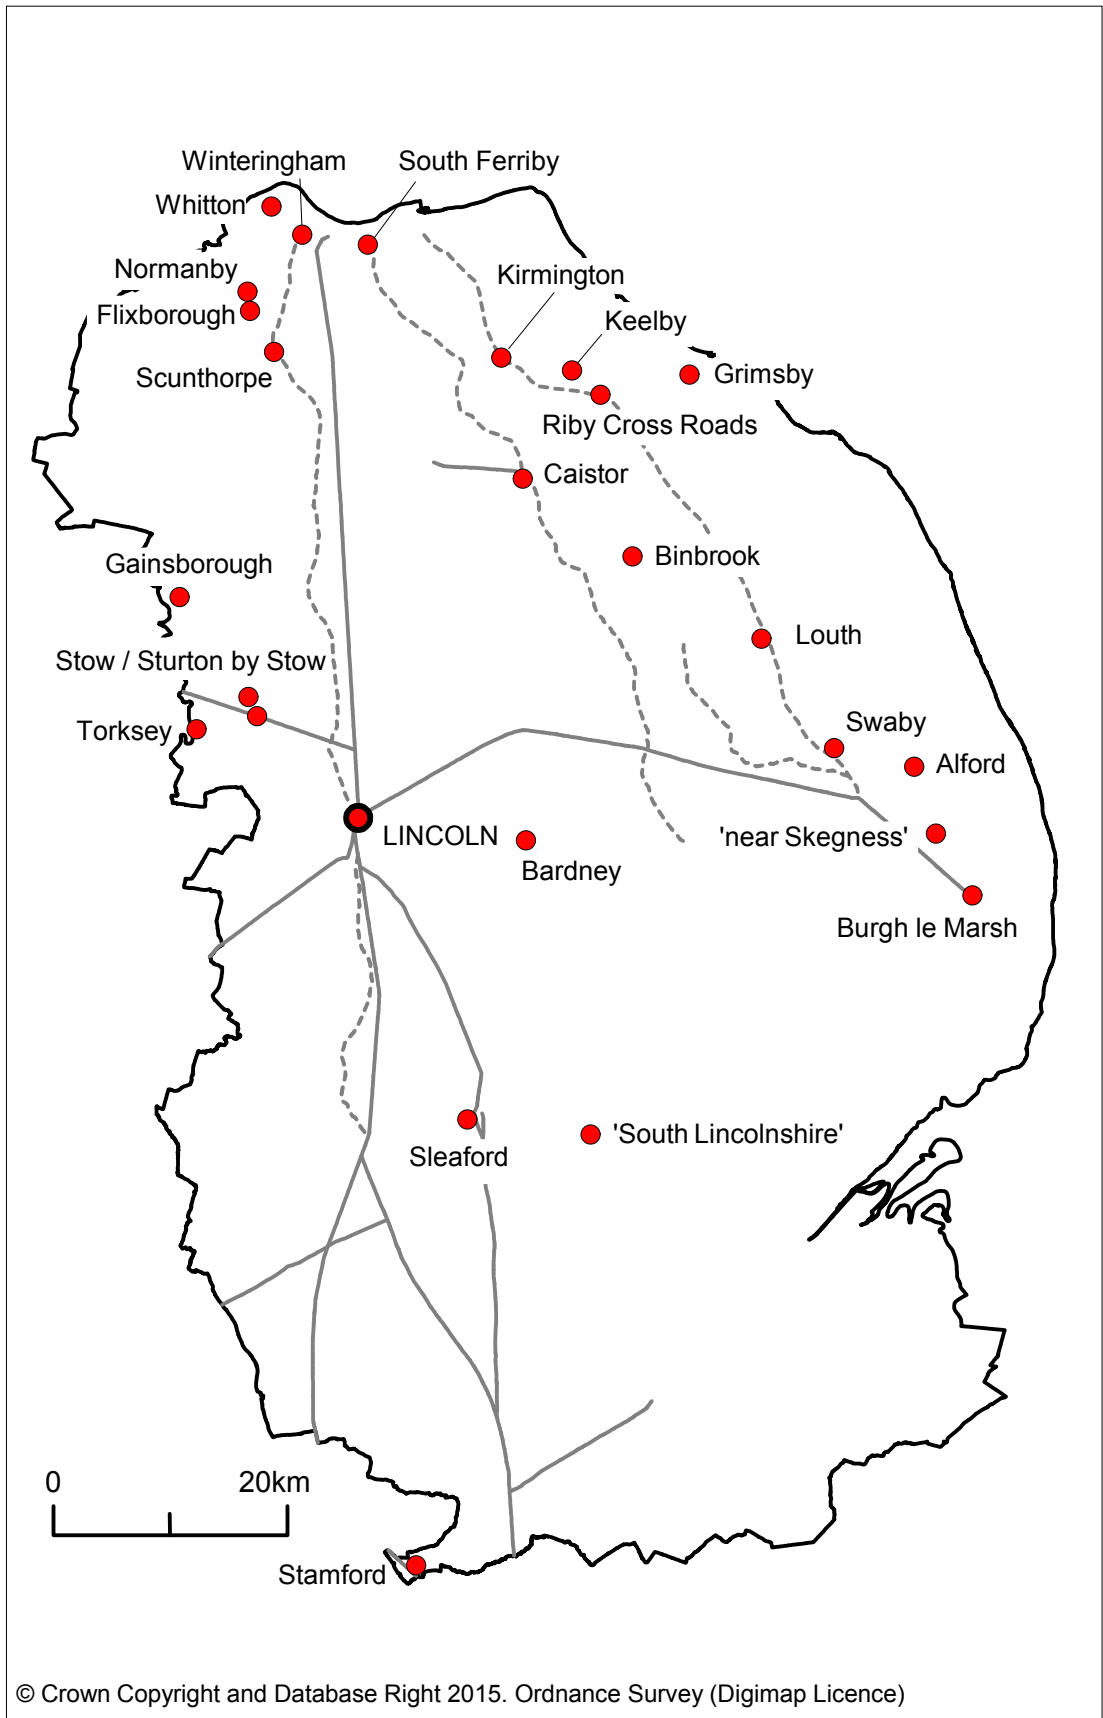 Winteringham
South Ferriby
Whitton
Normanby
Kirmington
Flixborough
Keelby
Scunthorpe
Grimsby
Riby Cross Roads
Caistor
Binbrook
Gainsborough
Louth
Stow / Sturton by Stow
Swaby
Torksey
Alford
LINCOLN
'near Skegness'
Bardney
Burgh le Marsh
'South Lincolnshire'
Sleaford
0 20km
Stamford
© Crown Copyright and Database Right 2015. Ordnance Survey (Digimap Licence)